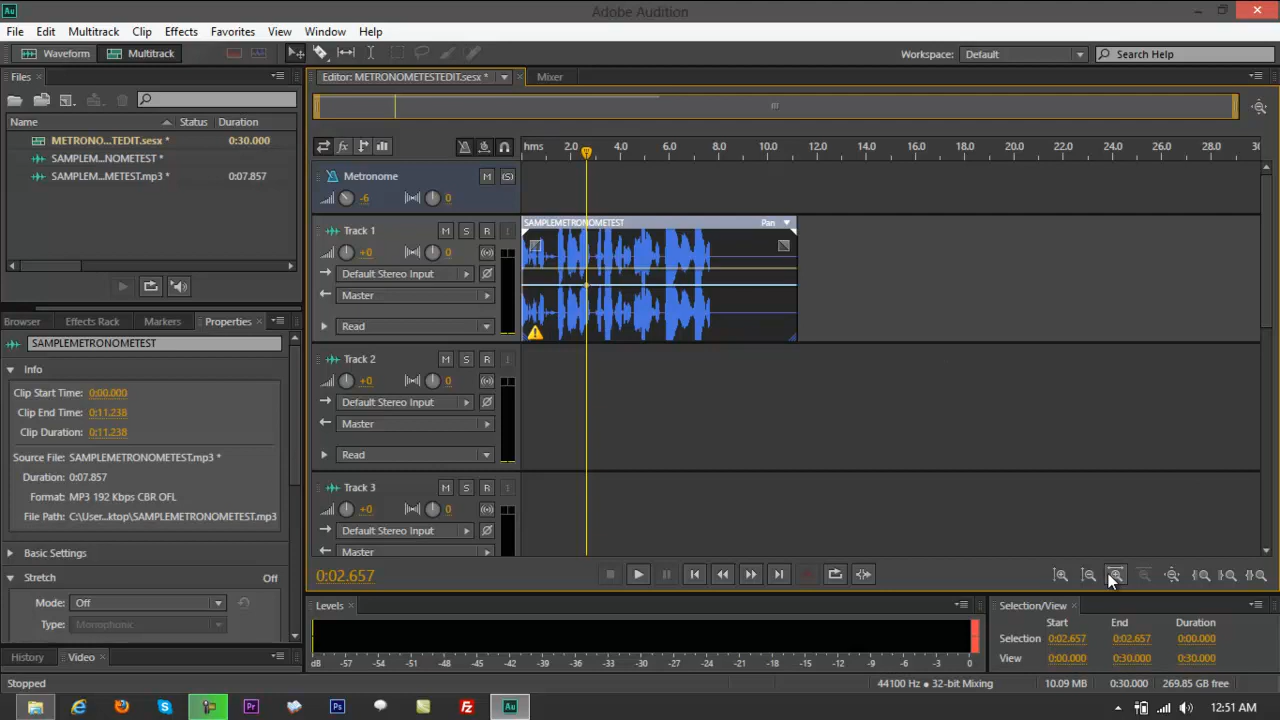 Au
Adobe Audition
File Edit Multitrack Clip Effects Favorites View Window Help
Waveform Multitrack
Workspace: Default
Search Help
Files
Name Status Duration
METRONO...TEDIT.sesx * 0:30.000
SAMPLEM...NOMETEST *
SAMPLEM...METEST.mp3 * 0:07.857
Browser Effects Rack Markers Properties
SAMPLEMETRONOMETEST
Info
Clip Start Time: 0:00.000
Clip End Time: 0:11.238
Clip Duration: 0:11.238
Source File: SAMPLEMETRONOMETEST.mp3 *
Duration: 0:07.857
Format: MP3 192 Kbps CBR OFL
File Path: C:\User...ktop\SAMPLEMETRONOMETEST.mp3
Basic Settings
Stretch Off
Mode: Off
Type: Monophonic
History Video
Stopped
Editor: METRONOMETESTEDIT.sesx * Mixer
fx
hms 2.0 4.0 6.0 8.0 10.0 12.0 14.0 16.0 18.0 20.0 22.0 24.0 26.0 28.0 30
Metronome M (S)
-6 0
Track 1 M S R I
+0 0
Default Stereo Input
Master
Read
SAMPLEMETRONOMETEST Pan
Track 2 M S R I
+0 0
Default Stereo Input
Master
Read
Track 3 M S R I
+0 0
Default Stereo Input
Master
0:02.657
Levels
dB -57 -54 -51 -48 -45 -42 -39 -36 -33 -30 -27 -24 -21 -18 -15 -12 -9 -6 -3 0
Selection/View
Start End Duration
Selection 0:02.657 0:02.657 0:00.000
View 0:00.000 0:30.000 0:30.000
44100 Hz • 32-bit Mixing 10.09 MB 0:30.000 269.85 GB free
Pr Ps Fz Au
12:51 AM